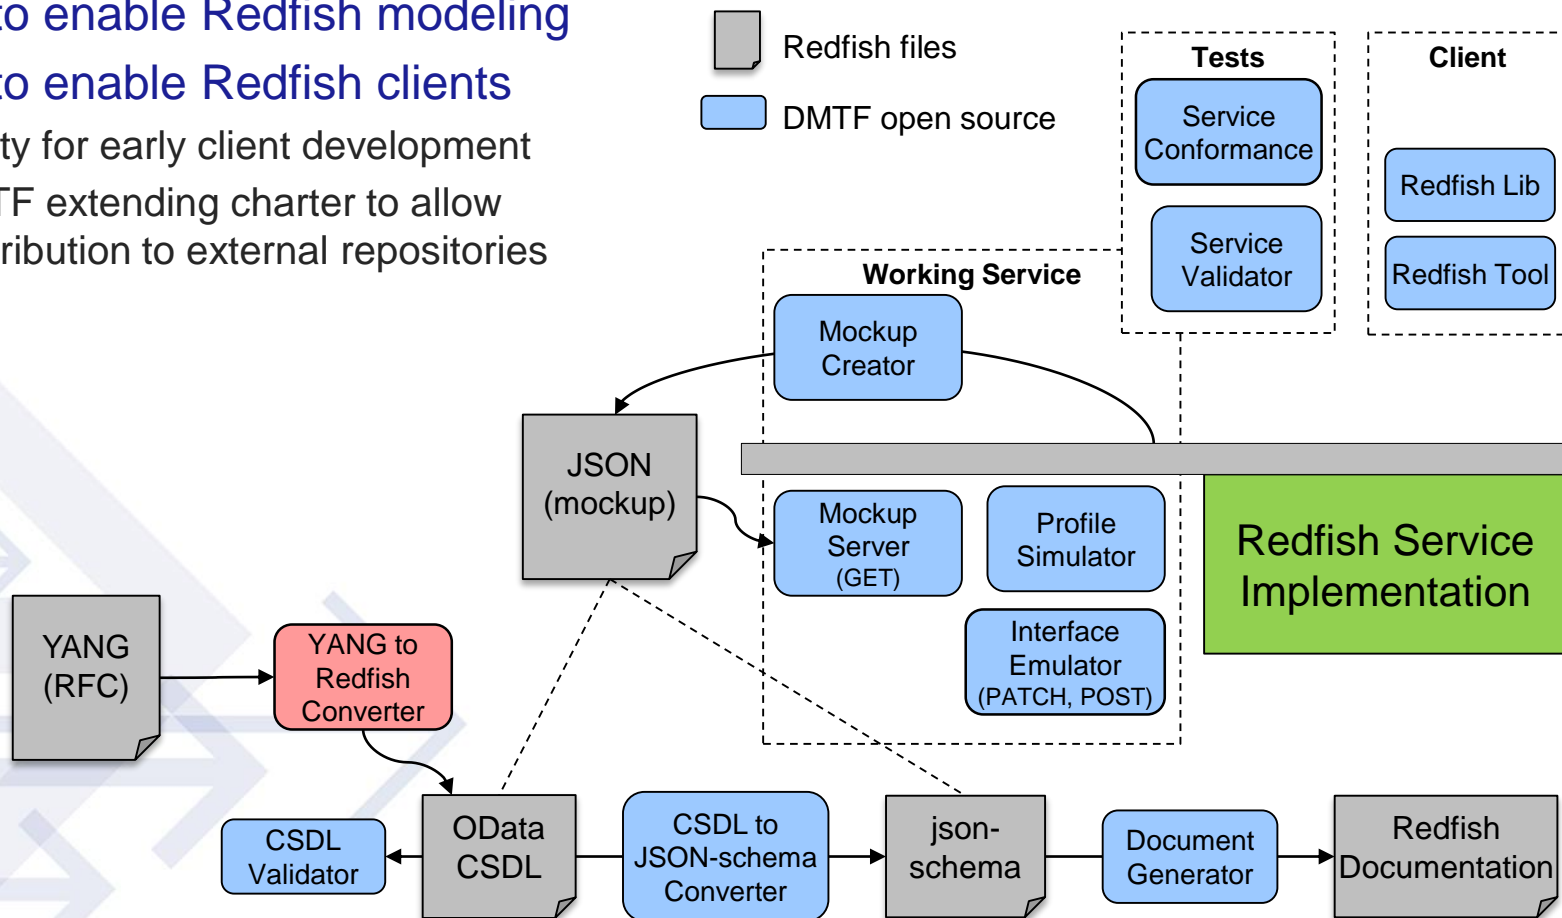 to enable Redfish modeling
to enable Redfish clients
ty for early client development
TF extending charter to allow
ribution to external repositories
Redfish files
DMTF open source
Tests
Service
Conformance
Service
Validator
Client
Redfish Lib
Redfish Tool
Working Service
Mockup
Creator
JSON
(mockup)
Mockup
Server
(GET)
Profile
Simulator
Interface
Emulator
(PATCH, POST)
Redfish Service
Implementation
YANG
(RFC)
YANG to
Redfish
Converter
CSDL
Validator
OData
CSDL
CSDL to
JSON-schema
Converter
json-
schema
Document
Generator
Redfish
Documentation